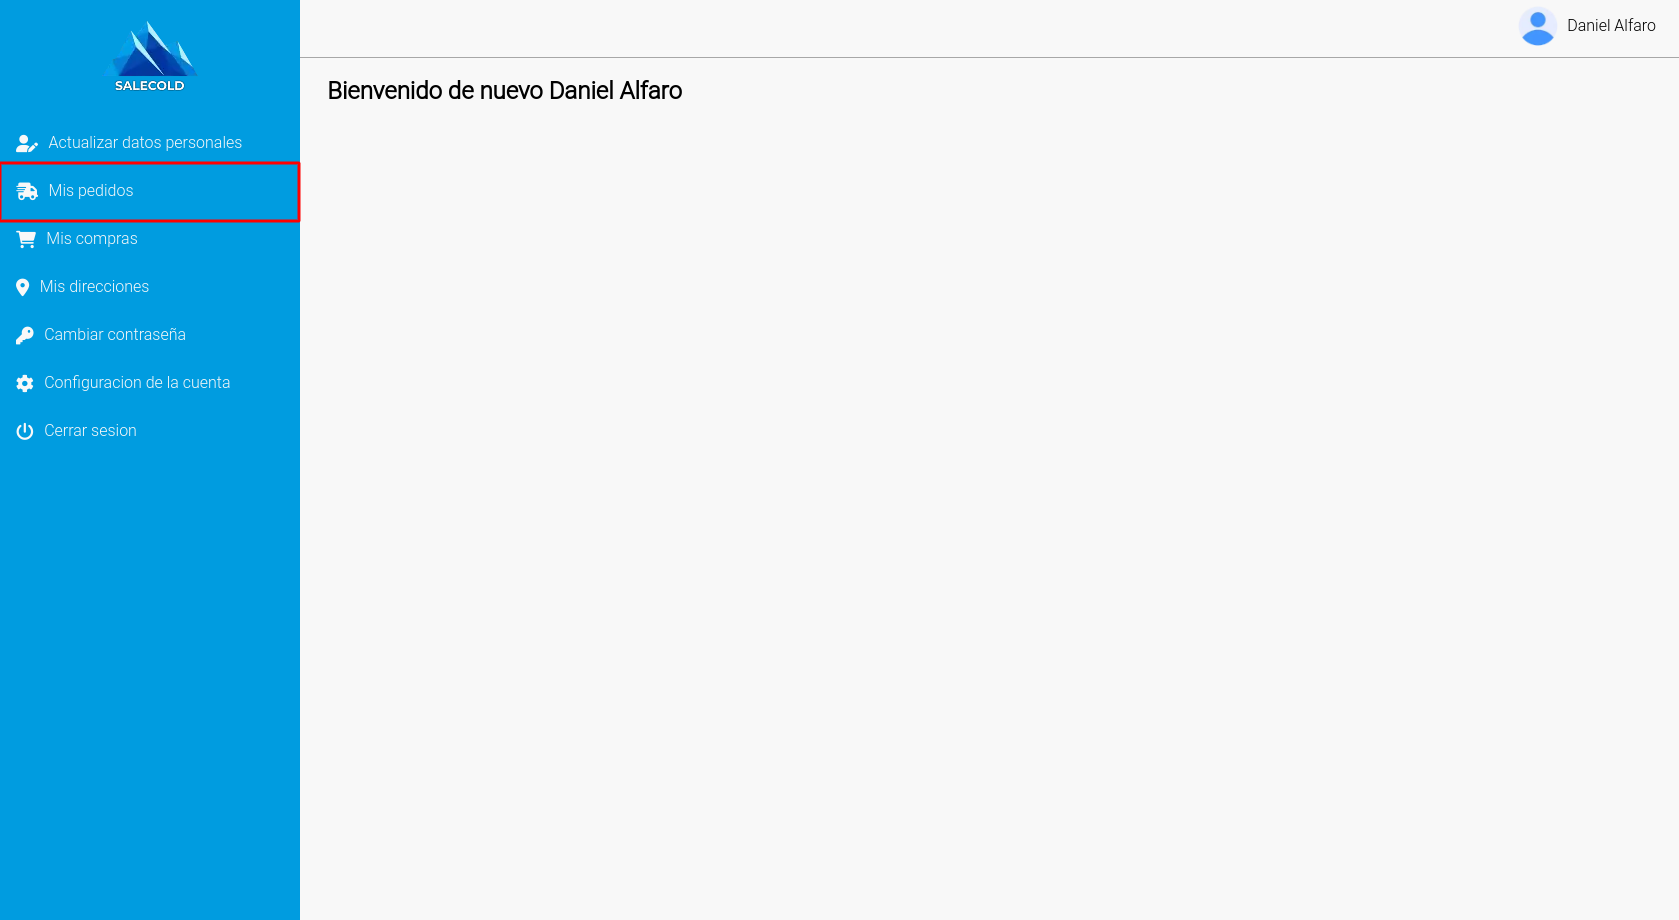 SALECOLD
Daniel Alfaro
Bienvenido de nuevo Daniel Alfaro
Actualizar datos personales
Mis pedidos
Mis compras
Mis direcciones
Cambiar contraseña
Configuracion de la cuenta
Cerrar sesion